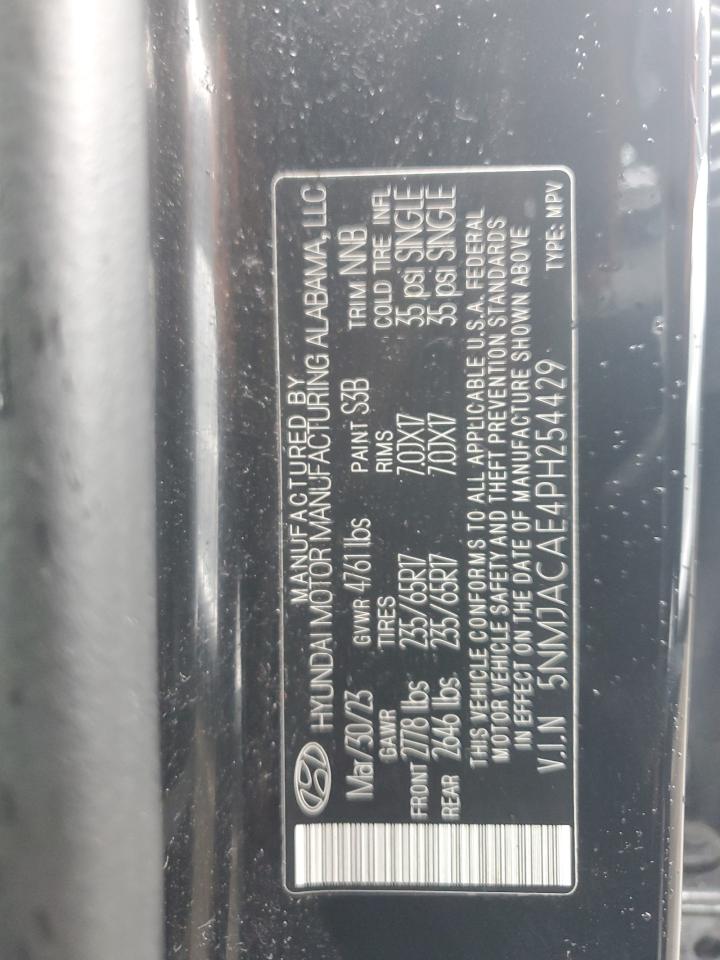 MANUFACTURED BY
HYUNDAI MOTOR MANUFACTURING ALABAMA, LLC
Mar/30/23 GVWR 4761 lbs PAINT S3B TRIM NNB
GAWR TIRES RIMS COLD TIRE INFL
FRONT 2778 lbs 235/65R17 7.0JX17 35 psi SINGLE
REAR 2646 lbs. 235/65R17 7.0JX17 35 psi SINGLE
THIS VEHICLE CONFORMS TO ALL APPLICABLE U.S.A. FEDERAL
MOTOR VEHICLE SAFETY AND THEFT PREVENTION STANDARDS
IN EFFECT ON THE DATE OF MANUFACTURE SHOWN ABOVE
V.I.N 5NMJACAE4PH254429 TYPE: MPV